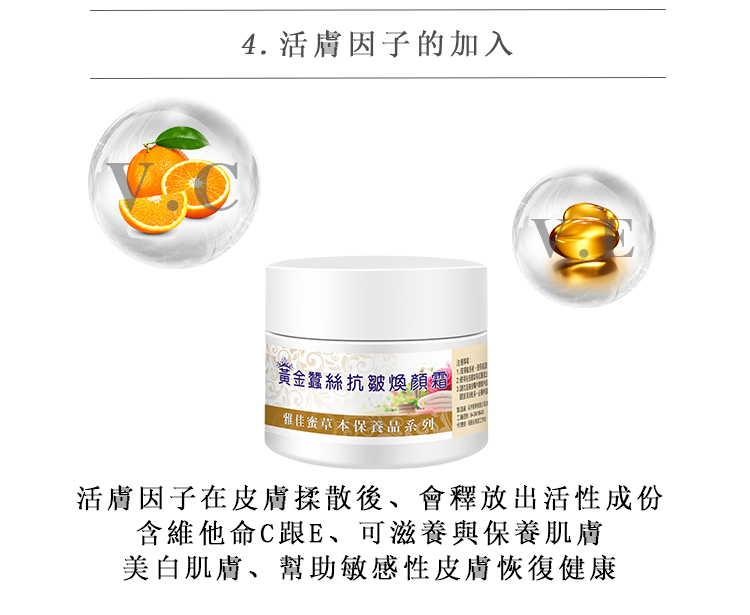 4.活膚因子的加入
V.C
V.E
黃金蠶絲抗皺煥顏霜
雅佳蜜草本保養品系列
活膚因子在皮膚揉散後、會釋放出活性成份
含維他命C跟E、可滋養與保養肌膚
美白肌膚、幫助敏感性皮膚恢復健康